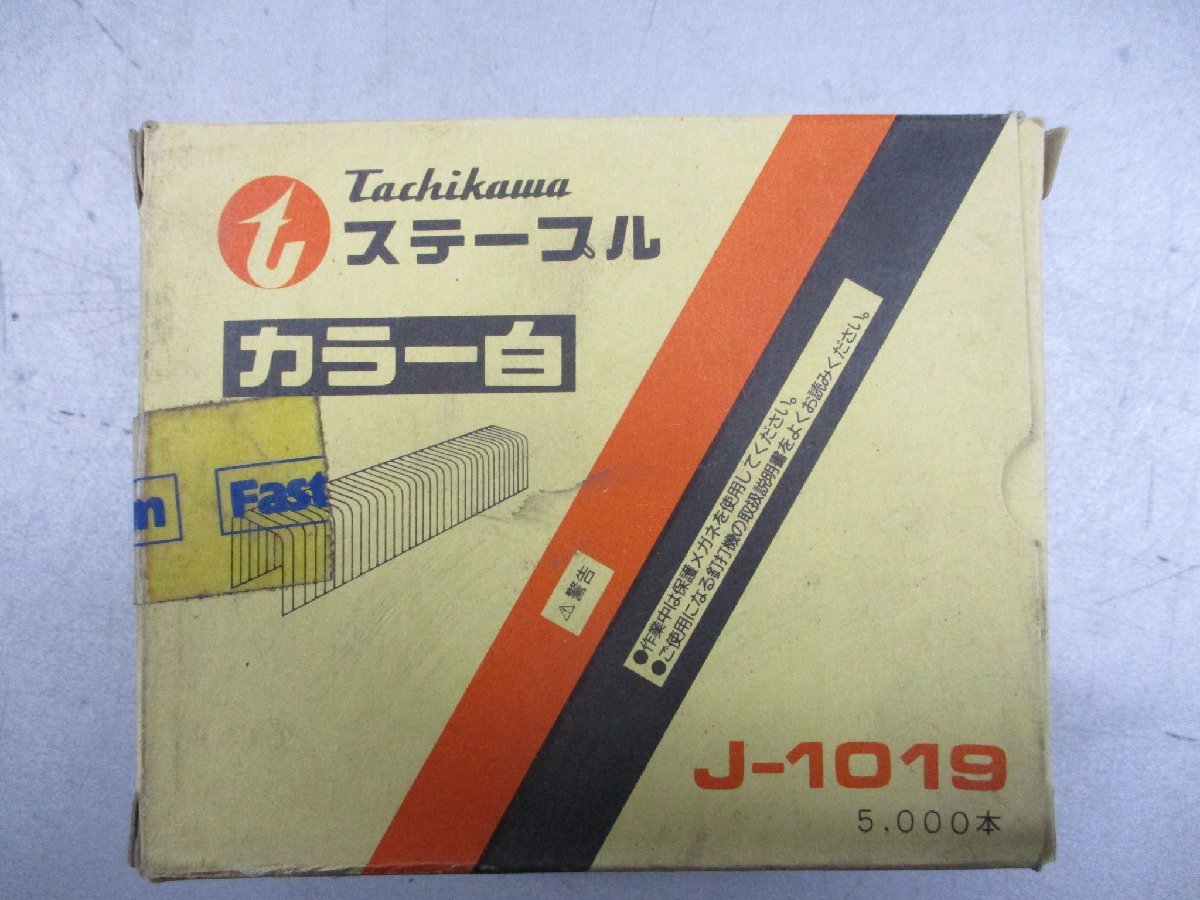 Tachikawa
ステープル
カラー白
Fast
⚠警告
●作業中は保護メガネを使用してください。
●ご使用になる釘打機の取扱説明書をよくお読みください。
J-1019
5,000本